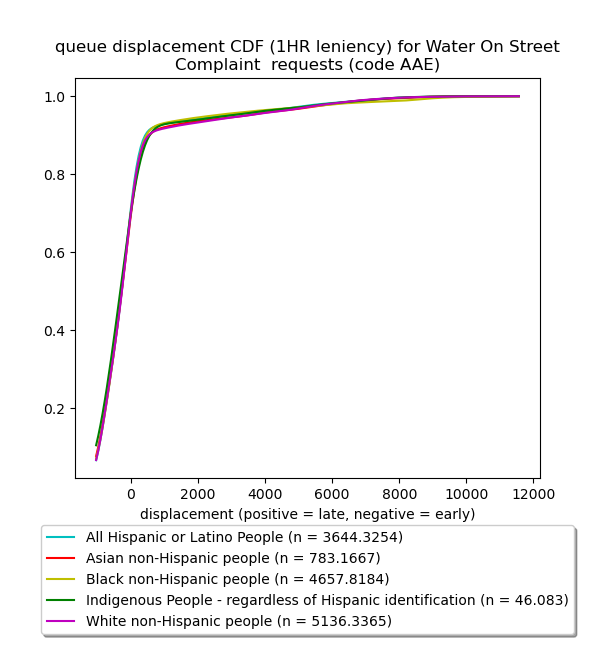 queue displacement CDF (1HR leniency) for Water On Street
Complaint  requests (code AAE)
1.0
0.8
0.6
0.4
0.2
0 2000 4000 6000 8000 10000 12000
displacement (positive = late, negative = early)
All Hispanic or Latino People (n = 3644.3254)
Asian non-Hispanic people (n = 783.1667)
Black non-Hispanic people (n = 4657.8184)
Indigenous People - regardless of Hispanic identification (n = 46.083)
White non-Hispanic people (n = 5136.3365)